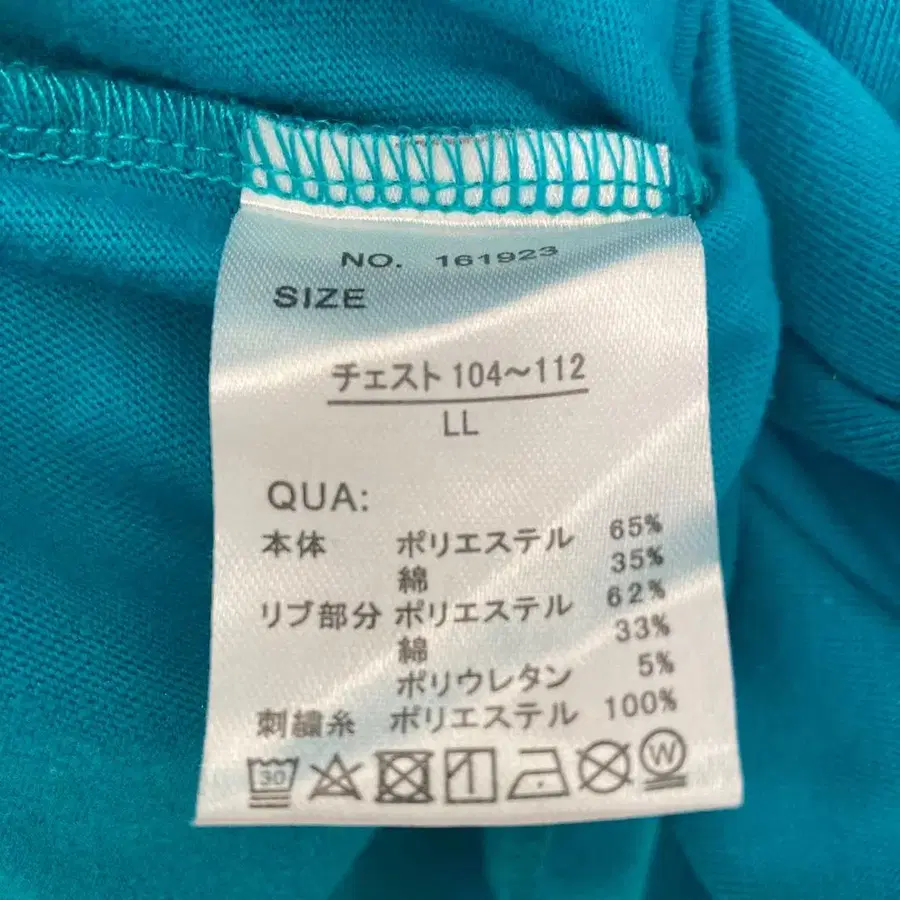 NO. 161923
SIZE
チェスト 104～112
LL
QUA:
本体 ポリエステル 65%
綿 35%
リブ部分 ポリエステル 62%
綿 33%
ポリウレタン 5%
刺繍糸 ポリエステル 100%
30 W